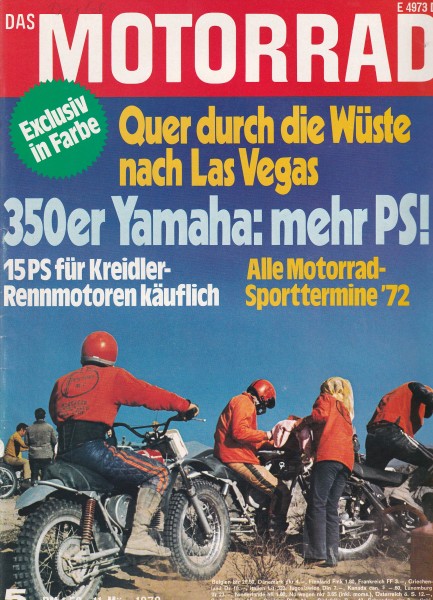 E 4973 D
DAS MOTORRAD
Exclusiv
in Farbe
Quer durch die Wüste
nach Las Vegas
350er Yamaha: mehr PS!
15 PS für Kreidler-
Rennmotoren käuflich
Alle Motorrad-
Sporttermine '72
5